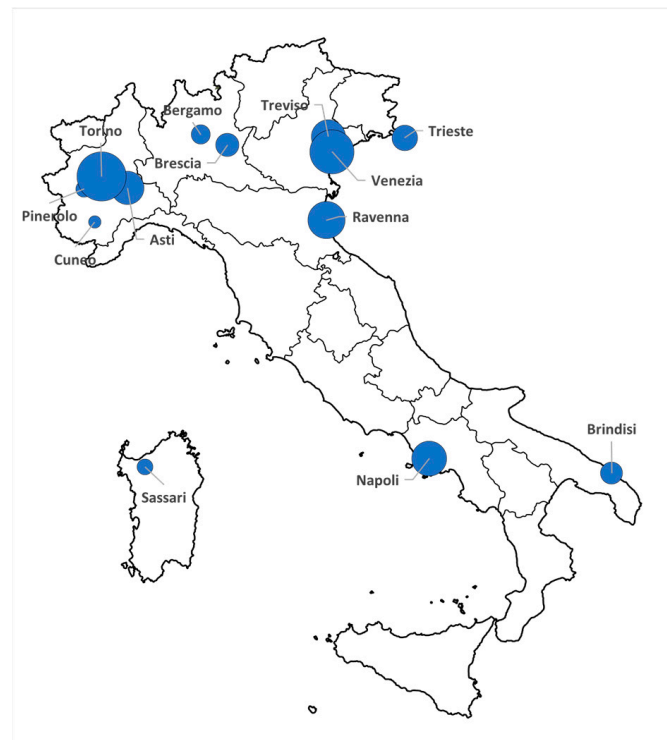 Treviso
Bergamo
Torino
Trieste
Brescia
Venezia
Pinerolo
Ravenna
Asti
Cuneo
Brindisi
Napoli
Sassari